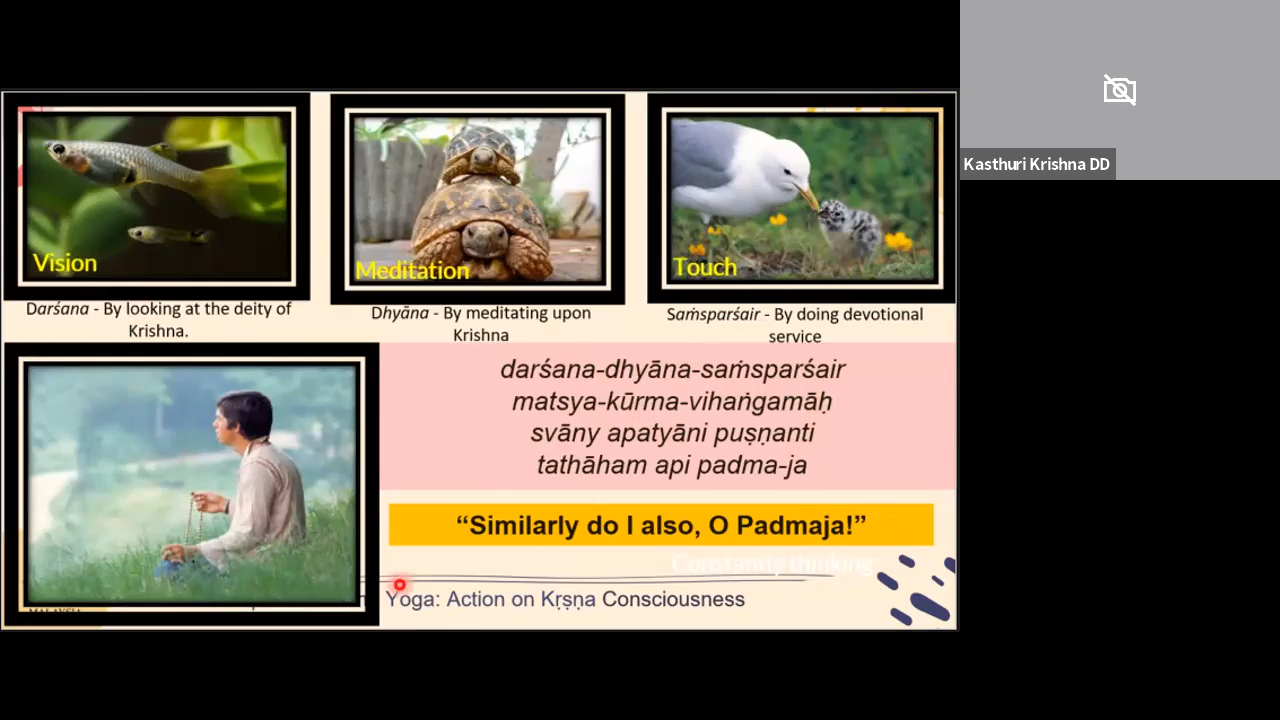 Kasthuri Krishna DD
Vision
Meditation
Touch
Darśana - By looking at the deity of
Krishna.
Dhyāna - By meditating upon
Krishna
Saṁsparśair - By doing devotional
service
darśana-dhyāna-saṁsparśair
matsya-kūrma-vihaṅgamāḥ
svāny apatyāni puṣṇanti
tathāham api padma-ja
“Similarly do I also, O Padmaja!”
Constantly thinking
Yoga: Action on Kṛṣṇa Consciousness
MALAYSIA